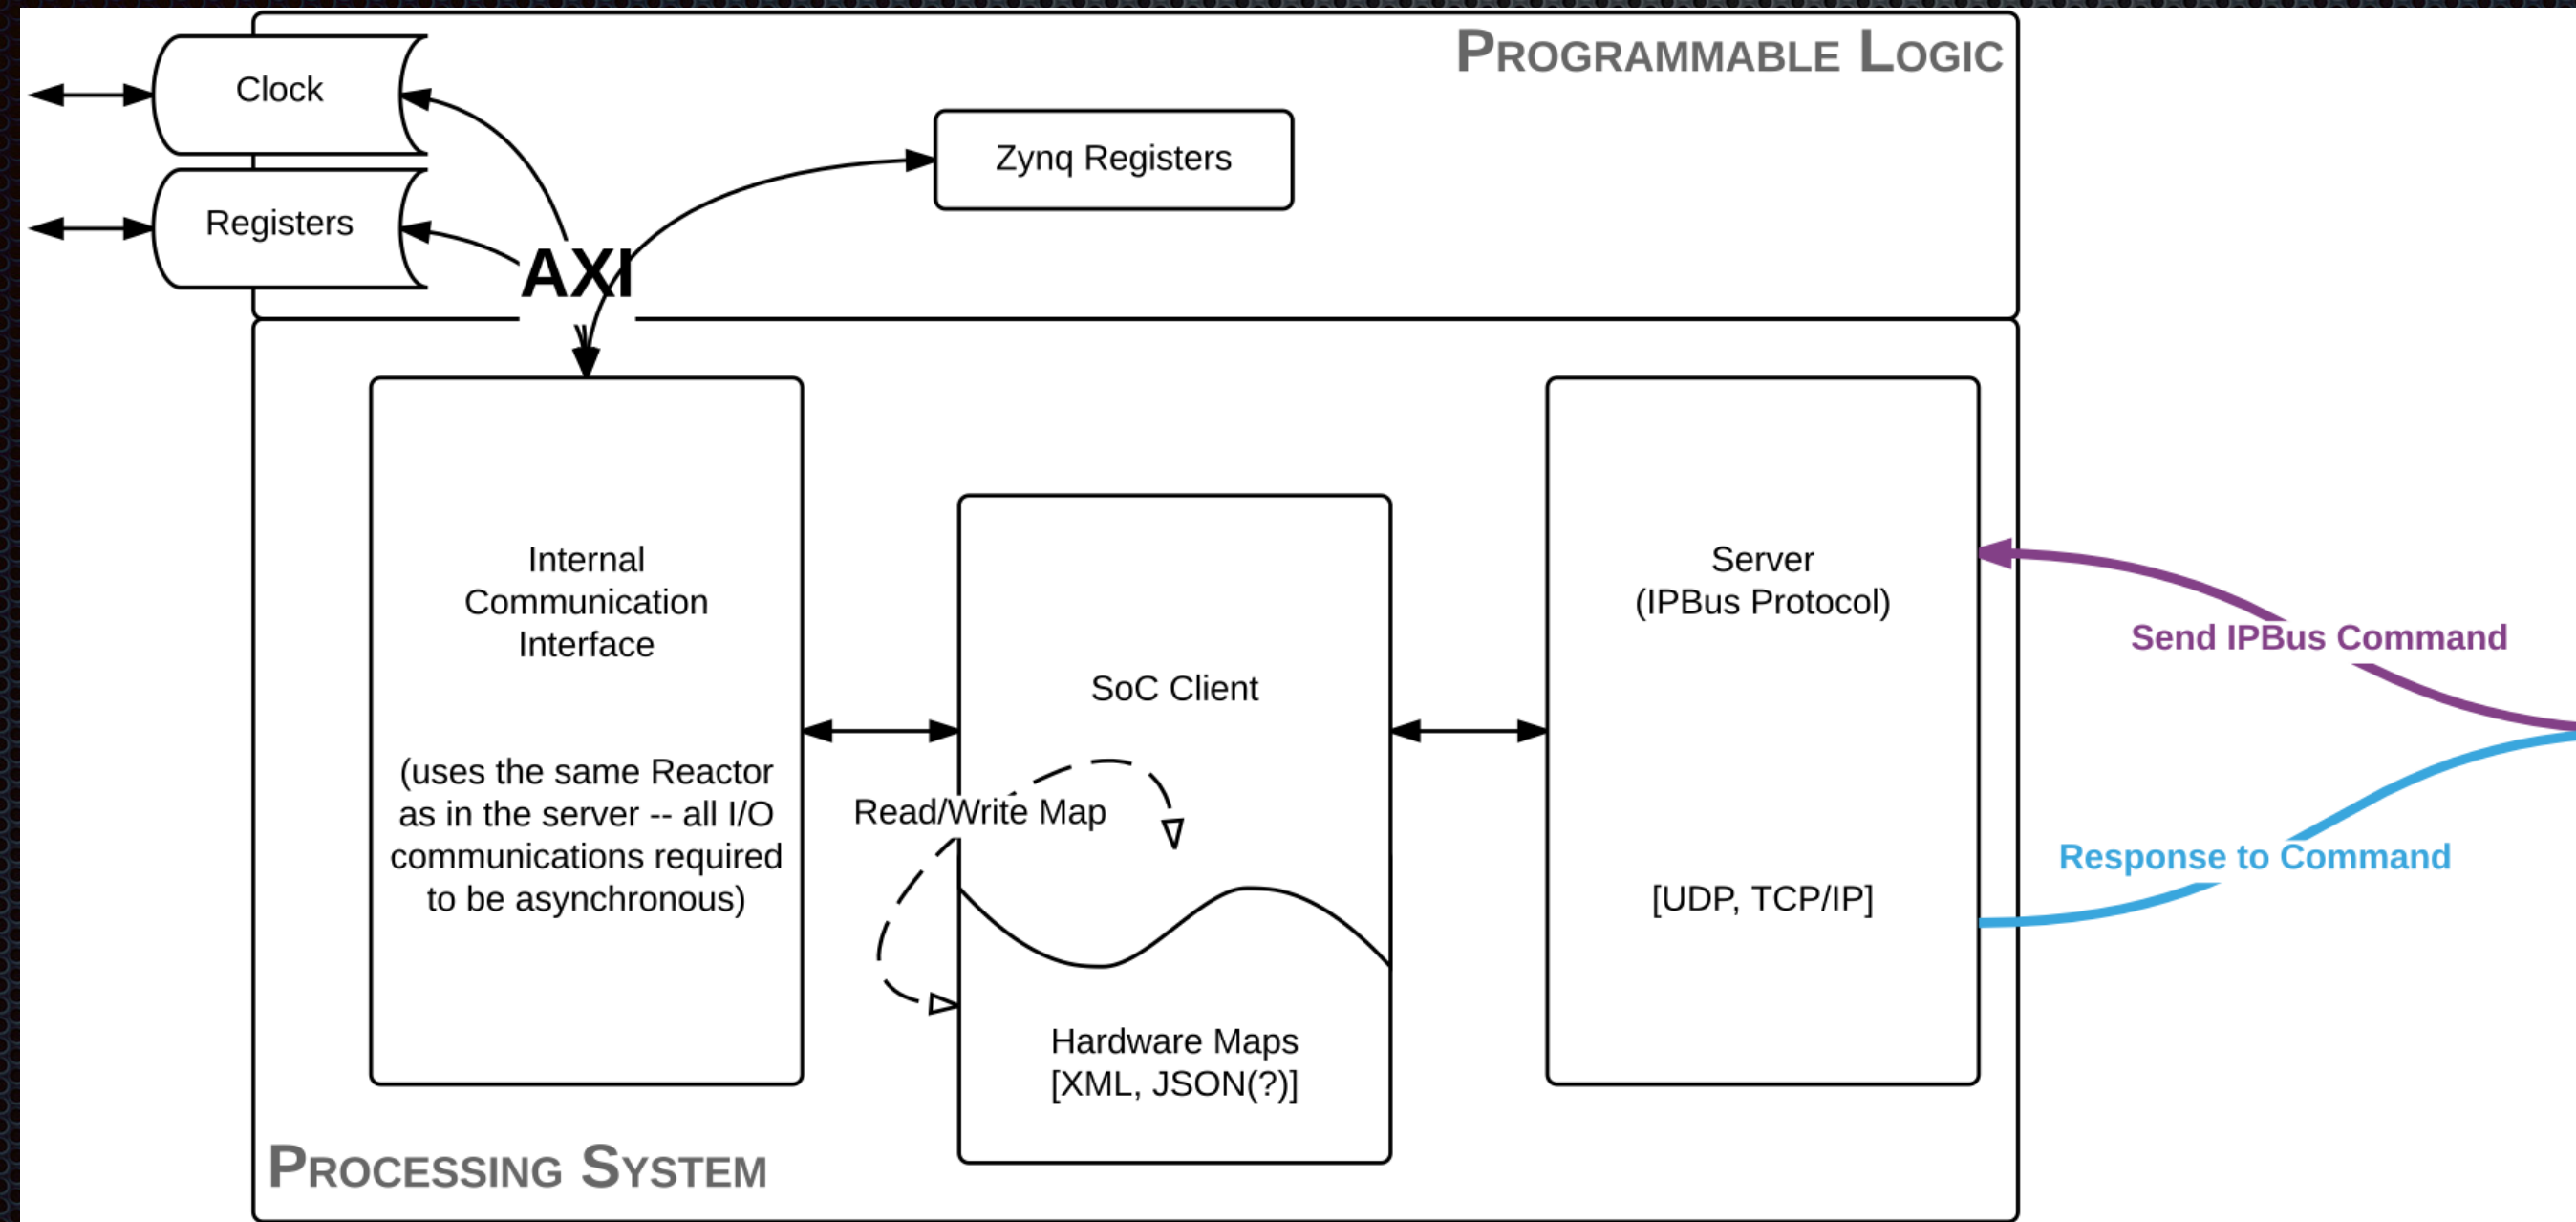 PROGRAMMABLE LOGIC
Clock
Zynq Registers
Registers
AXI
Internal
Communication
Interface
(uses the same Reactor
as in the server -- all I/O
communications required
to be asynchronous)
SoC Client
Read/Write Map
Hardware Maps
[XML, JSON(?)]
Server
(IPBus Protocol)
[UDP, TCP/IP]
Send IPBus Command
Response to Command
PROCESSING SYSTEM